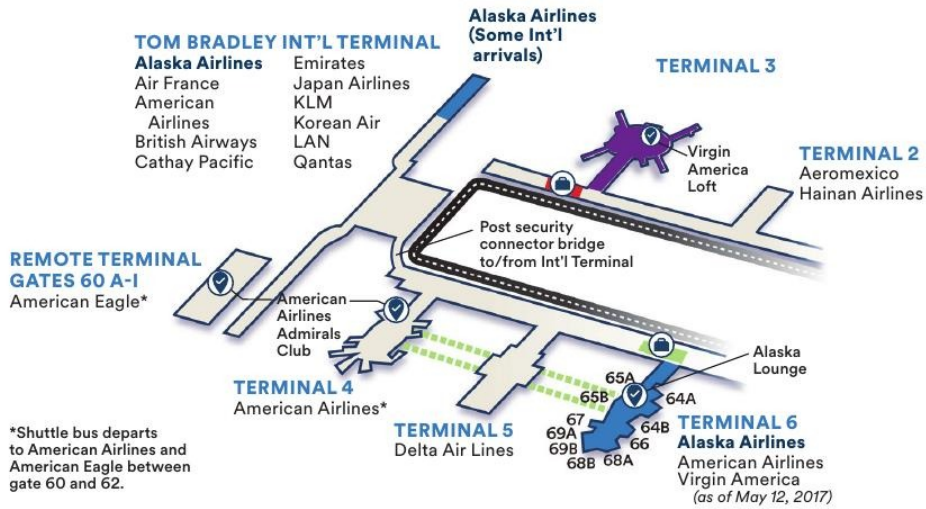 Alaska Airlines
(Some Int'l
arrivals)
TOM BRADLEY INT'L TERMINAL
Alaska Airlines
Air France
American
Airlines
British Airways
Cathay Pacific
Emirates
Japan Airlines
KLM
Korean Air
LAN
Qantas
TERMINAL 3
Virgin
America
Loft
TERMINAL 2
Aeromexico
Hainan Airlines
Post security
connector bridge
to/from Int'l Terminal
REMOTE TERMINAL
GATES 60 A-I
American Eagle*
American
Airlines
Admirals
Club
TERMINAL 4
American Airlines*
TERMINAL 5
Delta Air Lines
Alaska
Lounge
65A
65B
64A
67
64B
69A
66
69B
68B
68A
TERMINAL 6
Alaska Airlines
American Airlines
Virgin America
(as of May 12, 2017)
*Shuttle bus departs
to American Airlines and
American Eagle between
gate 60 and 62.